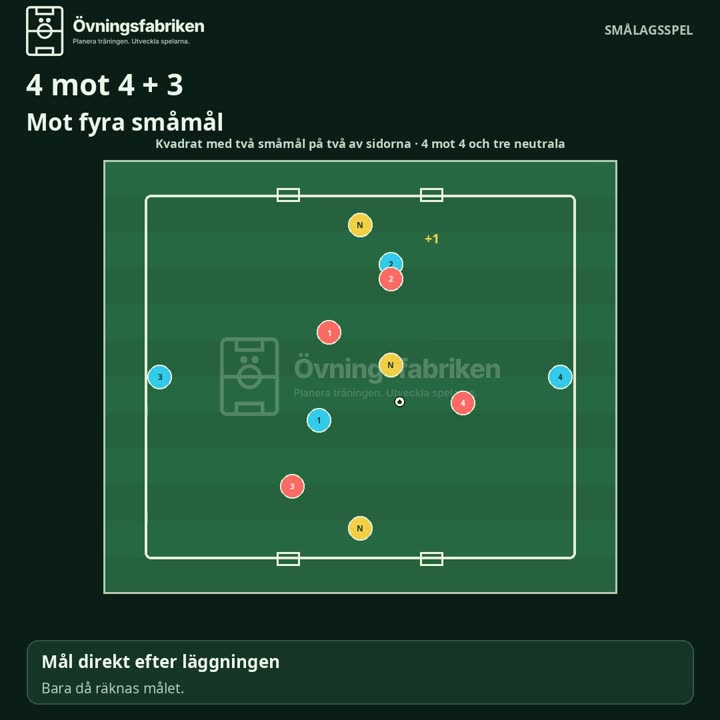 Övningsfabriken
Planera träningen. Utveckla spelarna.
SMÅLAGSSPEL
4 mot 4 + 3
Mot fyra småmål
Kvadrat med två småmål på två av sidorna · 4 mot 4 och tre neutrala
N
+1
2
2
1
Övningsfabriken
N
Planera träningen. Utveckla spelarna.
3
4
4
1
3
N
Mål direkt efter läggningen
Bara då räknas målet.